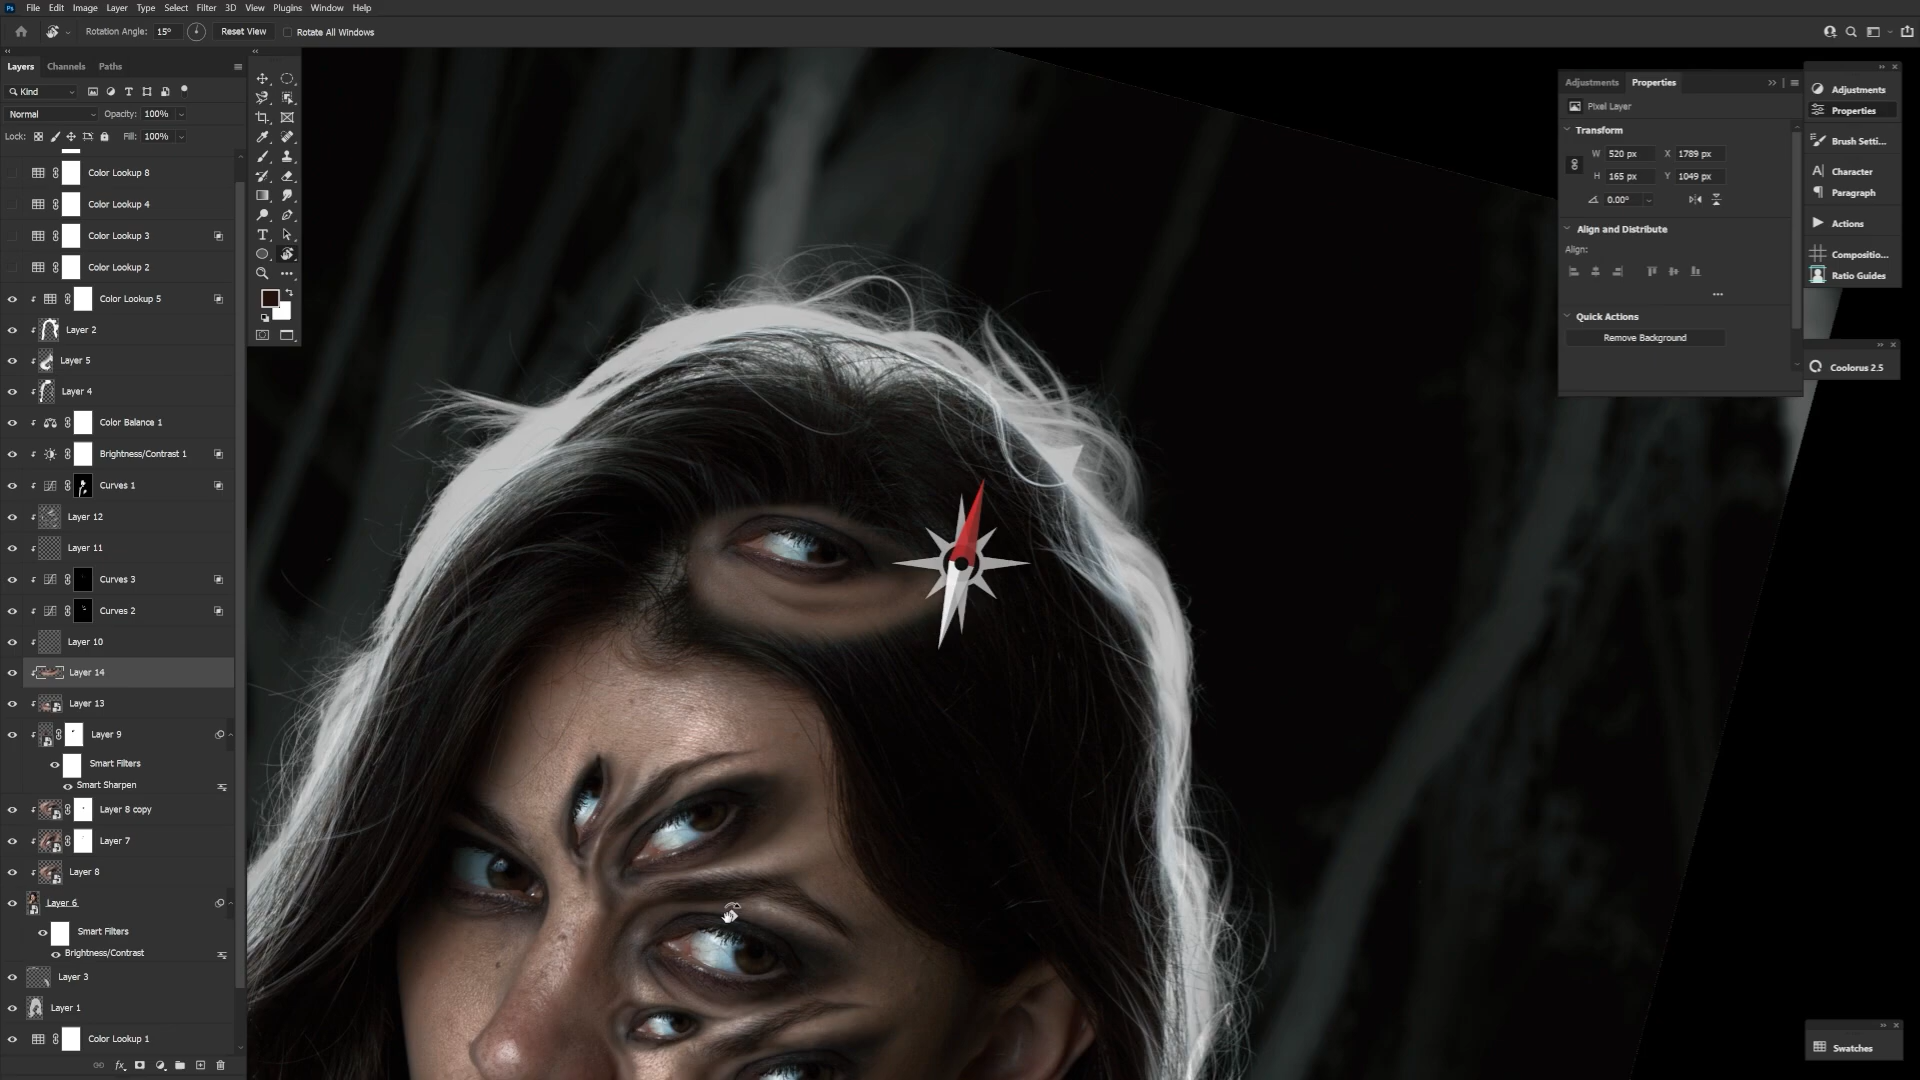 Ps File Edit Image Layer Type Select Filter 3D View Plugins Window Help
Rotation Angle: 15° Reset View Rotate All Windows
Layers Channels Paths
Kind
Normal Opacity: 100%
Lock: Fill: 100%
Color Lookup 8
Color Lookup 4
Color Lookup 3
Color Lookup 2
Color Lookup 5
Layer 2
Layer 5
Layer 4
Color Balance 1
Brightness/Contrast 1
Curves 1
Layer 12
Layer 11
Curves 3
Curves 2
Layer 10
Layer 14
Layer 13
Layer 9
Smart Filters
Smart Sharpen
Layer 8 copy
Layer 7
Layer 8
Layer 6
Smart Filters
Brightness/Contrast
Layer 3
Layer 1
Color Lookup 1
fx
Adjustments Properties
Pixel Layer
Transform
W 520 px X 1789 px
H 165 px Y 1049 px
0.00°
Align and Distribute
Align:
Quick Actions
Remove Background
Adjustments
Properties
Brush Setti...
Character
Paragraph
Actions
Compositio...
Ratio Guides
Coolorus 2.5
Swatches